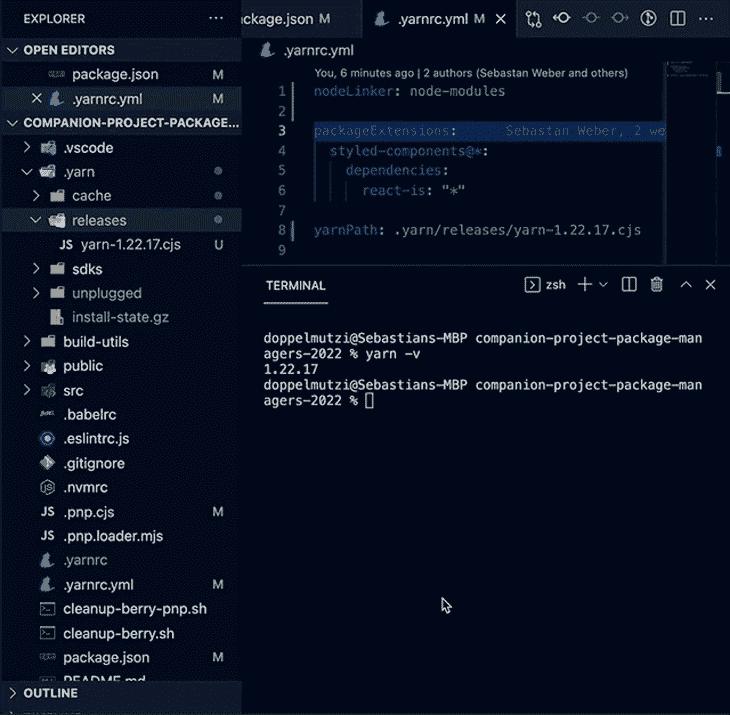 EXPLORER
OPEN EDITORS
package.json M
.yarnrc.yml M
COMPANION-PROJECT-PACKAGE...
.vscode
.yarn
cache
releases
JS yarn-1.22.17.cjs U
sdks
unplugged
install-state.gz
build-utils
public
src
.babelrc
.eslintrc.js
.gitignore
.nvmrc
JS .pnp.cjs M
JS .pnp.loader.mjs
.yarnrc
.yarnrc.yml M
cleanup-berry-pnp.sh
cleanup-berry.sh
package.json M
README.md
OUTLINE
ckage.json M
.yarnrc.yml M
.yarnrc.yml
You, 6 minutes ago | 2 authors (Sebastan Weber and others)
1 nodeLinker: node-modules
2
3 packageExtensions: Sebastan Weber, 2 we
4 styled-components@*:
5 dependencies:
6 react-is: "*"
7
8 yarnPath: .yarn/releases/yarn-1.22.17.cjs
9
TERMINAL
zsh
doppelmutzi@Sebastians-MBP companion-project-package-man
agers-2022 % yarn -v
1.22.17
doppelmutzi@Sebastians-MBP companion-project-package-man
agers-2022 %